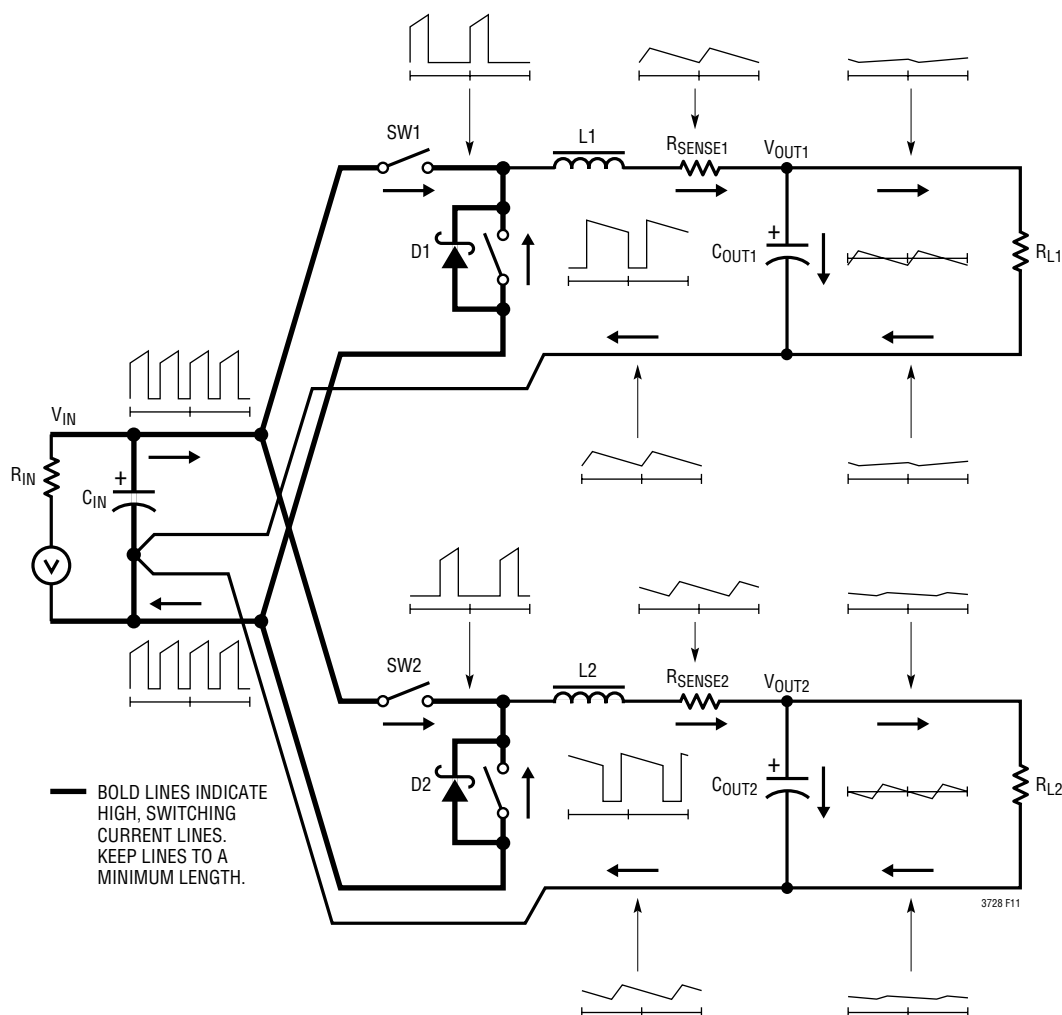 SW1
L1
RSENSE1
VOUT1
D1
COUT1
+
RL1
VIN
RIN
+
CIN
V
SW2
L2
RSENSE2
VOUT2
D2
COUT2
+
RL2
BOLD LINES INDICATE
HIGH, SWITCHING
CURRENT LINES.
KEEP LINES TO A
MINIMUM LENGTH.
3728 F11